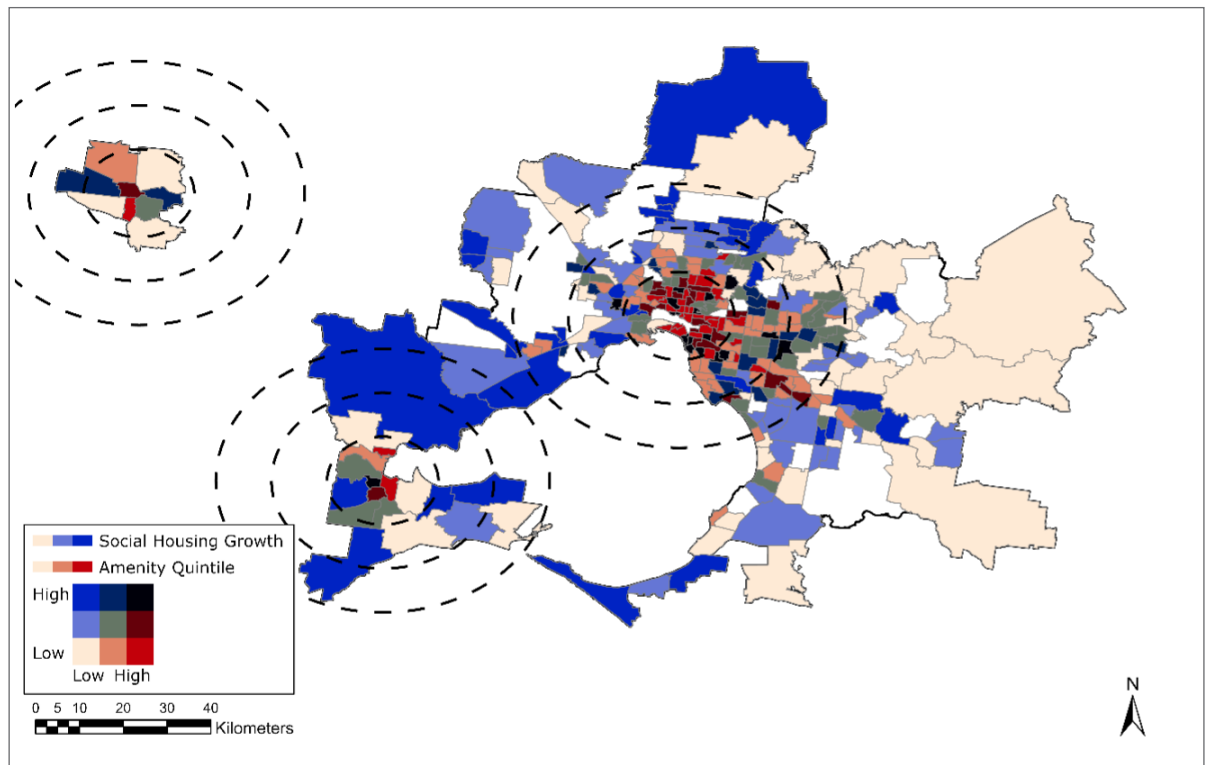 Social Housing Growth
Amenity Quintile
High
Low
Low High
0 5 10 20 30 40
Kilometers
N